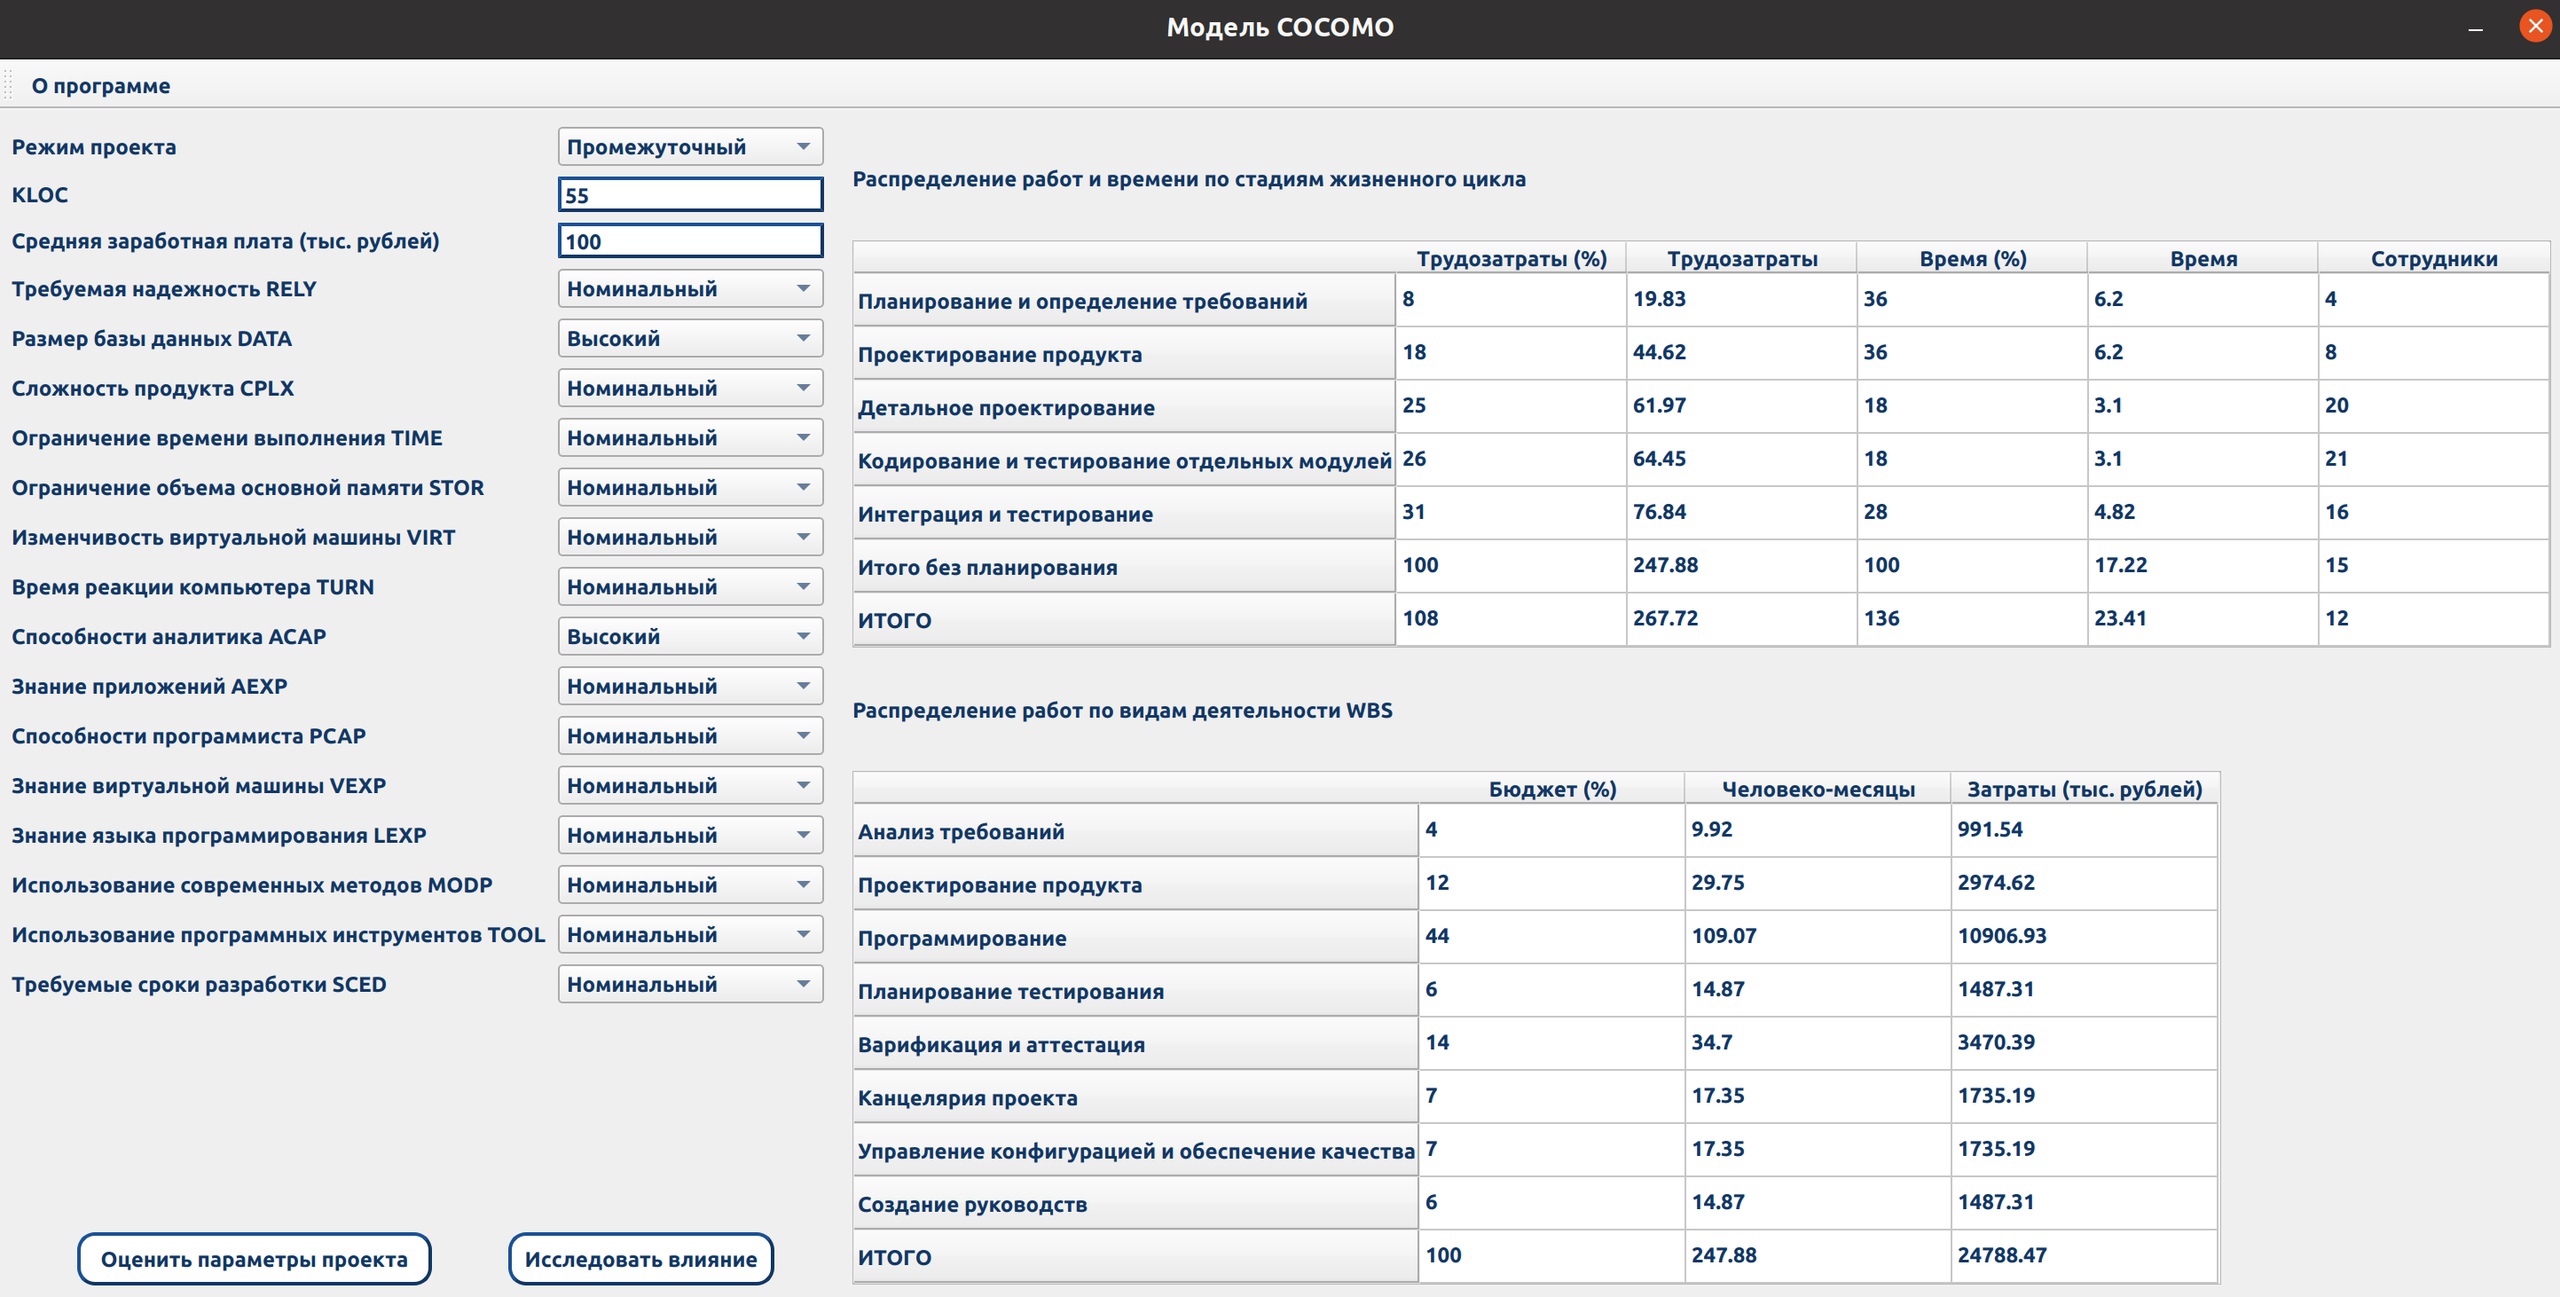 Модель COCOMO
О программе
Режим проекта Промежуточный
KLOC 55
Средняя заработная плата (тыс. рублей) 100
Требуемая надежность RELY Номинальный
Размер базы данных DATA Высокий
Сложность продукта CPLX Номинальный
Ограничение времени выполнения TIME Номинальный
Ограничение объема основной памяти STOR Номинальный
Изменчивость виртуальной машины VIRT Номинальный
Время реакции компьютера TURN Номинальный
Способности аналитика ACAP Высокий
Знание приложений AEXP Номинальный
Способности программиста PCAP Номинальный
Знание виртуальной машины VEXP Номинальный
Знание языка программирования LEXP Номинальный
Использование современных методов MODP Номинальный
Использование программных инструментов TOOL Номинальный
Требуемые сроки разработки SCED Номинальный
Оценить параметры проекта Исследовать влияние
Распределение работ и времени по стадиям жизненного цикла
Трудозатраты (%) Трудозатраты Время (%) Время Сотрудники
Планирование и определение требований 8 19.83 36 6.2 4
Проектирование продукта 18 44.62 36 6.2 8
Детальное проектирование 25 61.97 18 3.1 20
Кодирование и тестирование отдельных модулей 26 64.45 18 3.1 21
Интеграция и тестирование 31 76.84 28 4.82 16
Итого без планирования 100 247.88 100 17.22 15
ИТОГО 108 267.72 136 23.41 12
Распределение работ по видам деятельности WBS
Бюджет (%) Человеко-месяцы Затраты (тыс. рублей)
Анализ требований 4 9.92 991.54
Проектирование продукта 12 29.75 2974.62
Программирование 44 109.07 10906.93
Планирование тестирования 6 14.87 1487.31
Варификация и аттестация 14 34.7 3470.39
Канцелярия проекта 7 17.35 1735.19
Управление конфигурацией и обеспечение качества 7 17.35 1735.19
Создание руководств 6 14.87 1487.31
ИТОГО 100 247.88 24788.47